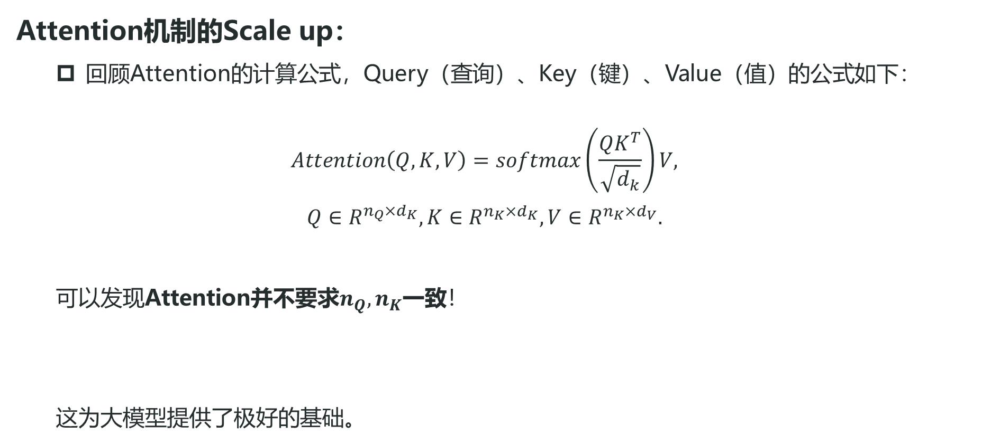 Attention机制的Scale up：
回顾Attention的计算公式，Query（查询）、Key（键）、Value（值）的公式如下：
$Attention(Q, K, V) = softmax\left(\frac{QK^T}{\sqrt{d_k}}\right)V,$
$Q \in R^{n_Q \times d_K}, K \in R^{n_K \times d_K}, V \in R^{n_K \times d_V}.$
可以发现Attention并不要求$n_Q, n_K$一致！
这为大模型提供了极好的基础。